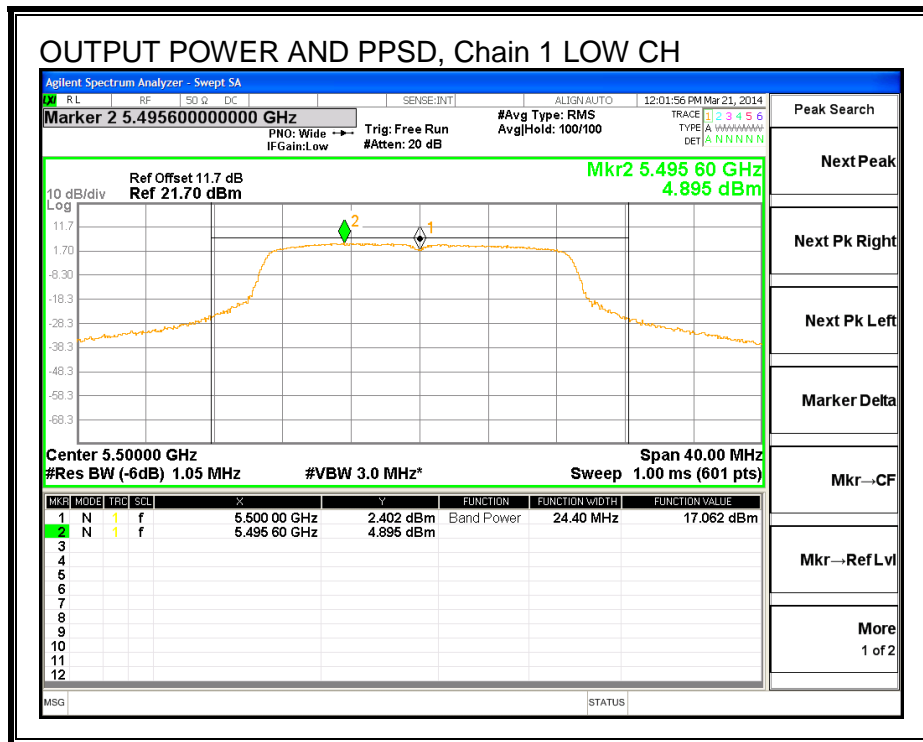 OUTPUT POWER AND PPSD, Chain 1 LOW CH
Agilent Spectrum Analyzer - Swept SA
LXI RL RF 50 Ω DC SENSE:INT ALIGN AUTO 12:01:56 PM Mar 21, 2014
Marker 2 5.495600000000 GHz
PNO: Wide
IFGain:Low
Trig: Free Run
#Atten: 20 dB
#Avg Type: RMS
Avg|Hold: 100/100
TRACE 1 2 3 4 5 6
TYPE A WWWWW
DET A N N N N N
Peak Search
Ref Offset 11.7 dB
10 dB/div Ref 21.70 dBm
Log
Mkr2 5.495 60 GHz
4.895 dBm
11.7
1.70
-8.30
-18.3
-28.3
-38.3
-48.3
-58.3
-68.3
2
1
Center 5.50000 GHz Span 40.00 MHz
#Res BW (-6dB) 1.05 MHz #VBW 3.0 MHz* Sweep 1.00 ms (601 pts)
MKR MODE TRC SCL X Y FUNCTION FUNCTION WIDTH FUNCTION VALUE
1 N 1 f 5.500 00 GHz 2.402 dBm Band Power 24.40 MHz 17.062 dBm
2 N 1 f 5.495 60 GHz 4.895 dBm
3
4
5
6
7
8
9
10
11
12
MSG STATUS
Next Peak
Next Pk Right
Next Pk Left
Marker Delta
Mkr→CF
Mkr→Ref Lvl
More
1 of 2